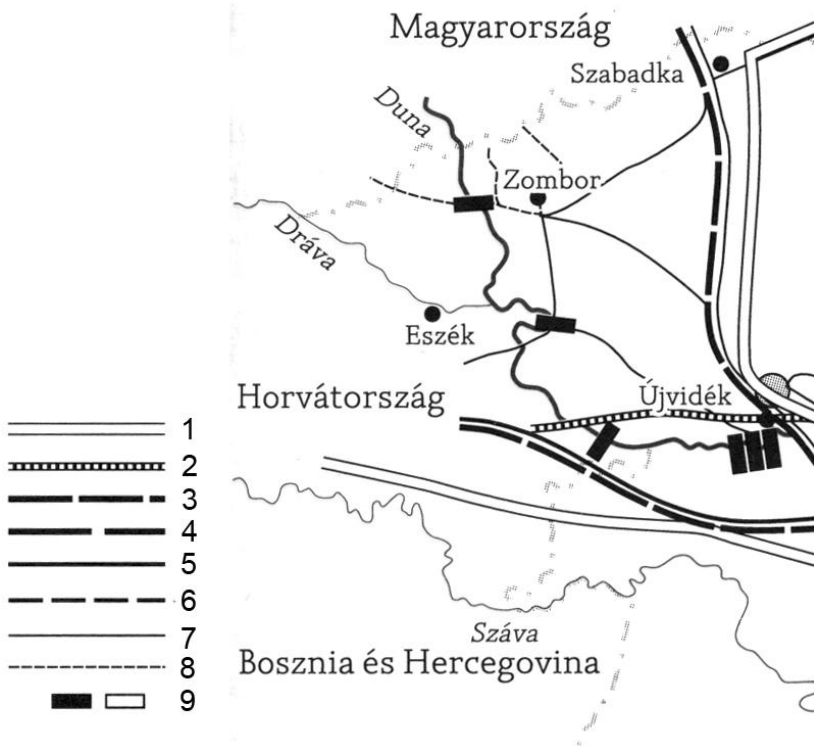 Magyarország
Szabadka
Duna
Zombor
Dráva
Eszék
Újvidék
Horvátország
1
2
3
4
5
6
7
8
9
Száva
Bosznia és Hercegovina